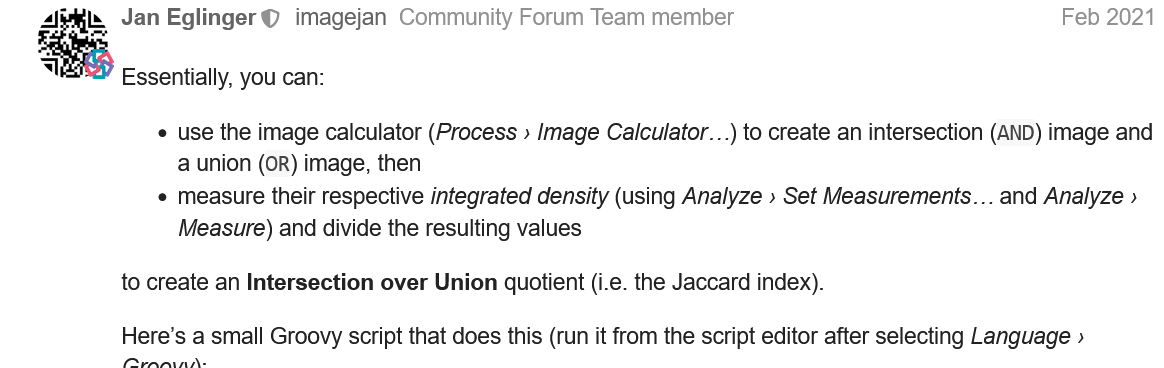 Jan Eglinger imagejan Community Forum Team member Feb 2021
Essentially, you can:
• use the image calculator (Process › Image Calculator…) to create an intersection (AND) image and
a union (OR) image, then
• measure their respective integrated density (using Analyze › Set Measurements… and Analyze ›
Measure) and divide the resulting values
to create an Intersection over Union quotient (i.e. the Jaccard index).
Here’s a small Groovy script that does this (run it from the script editor after selecting Language ›
Groovy):